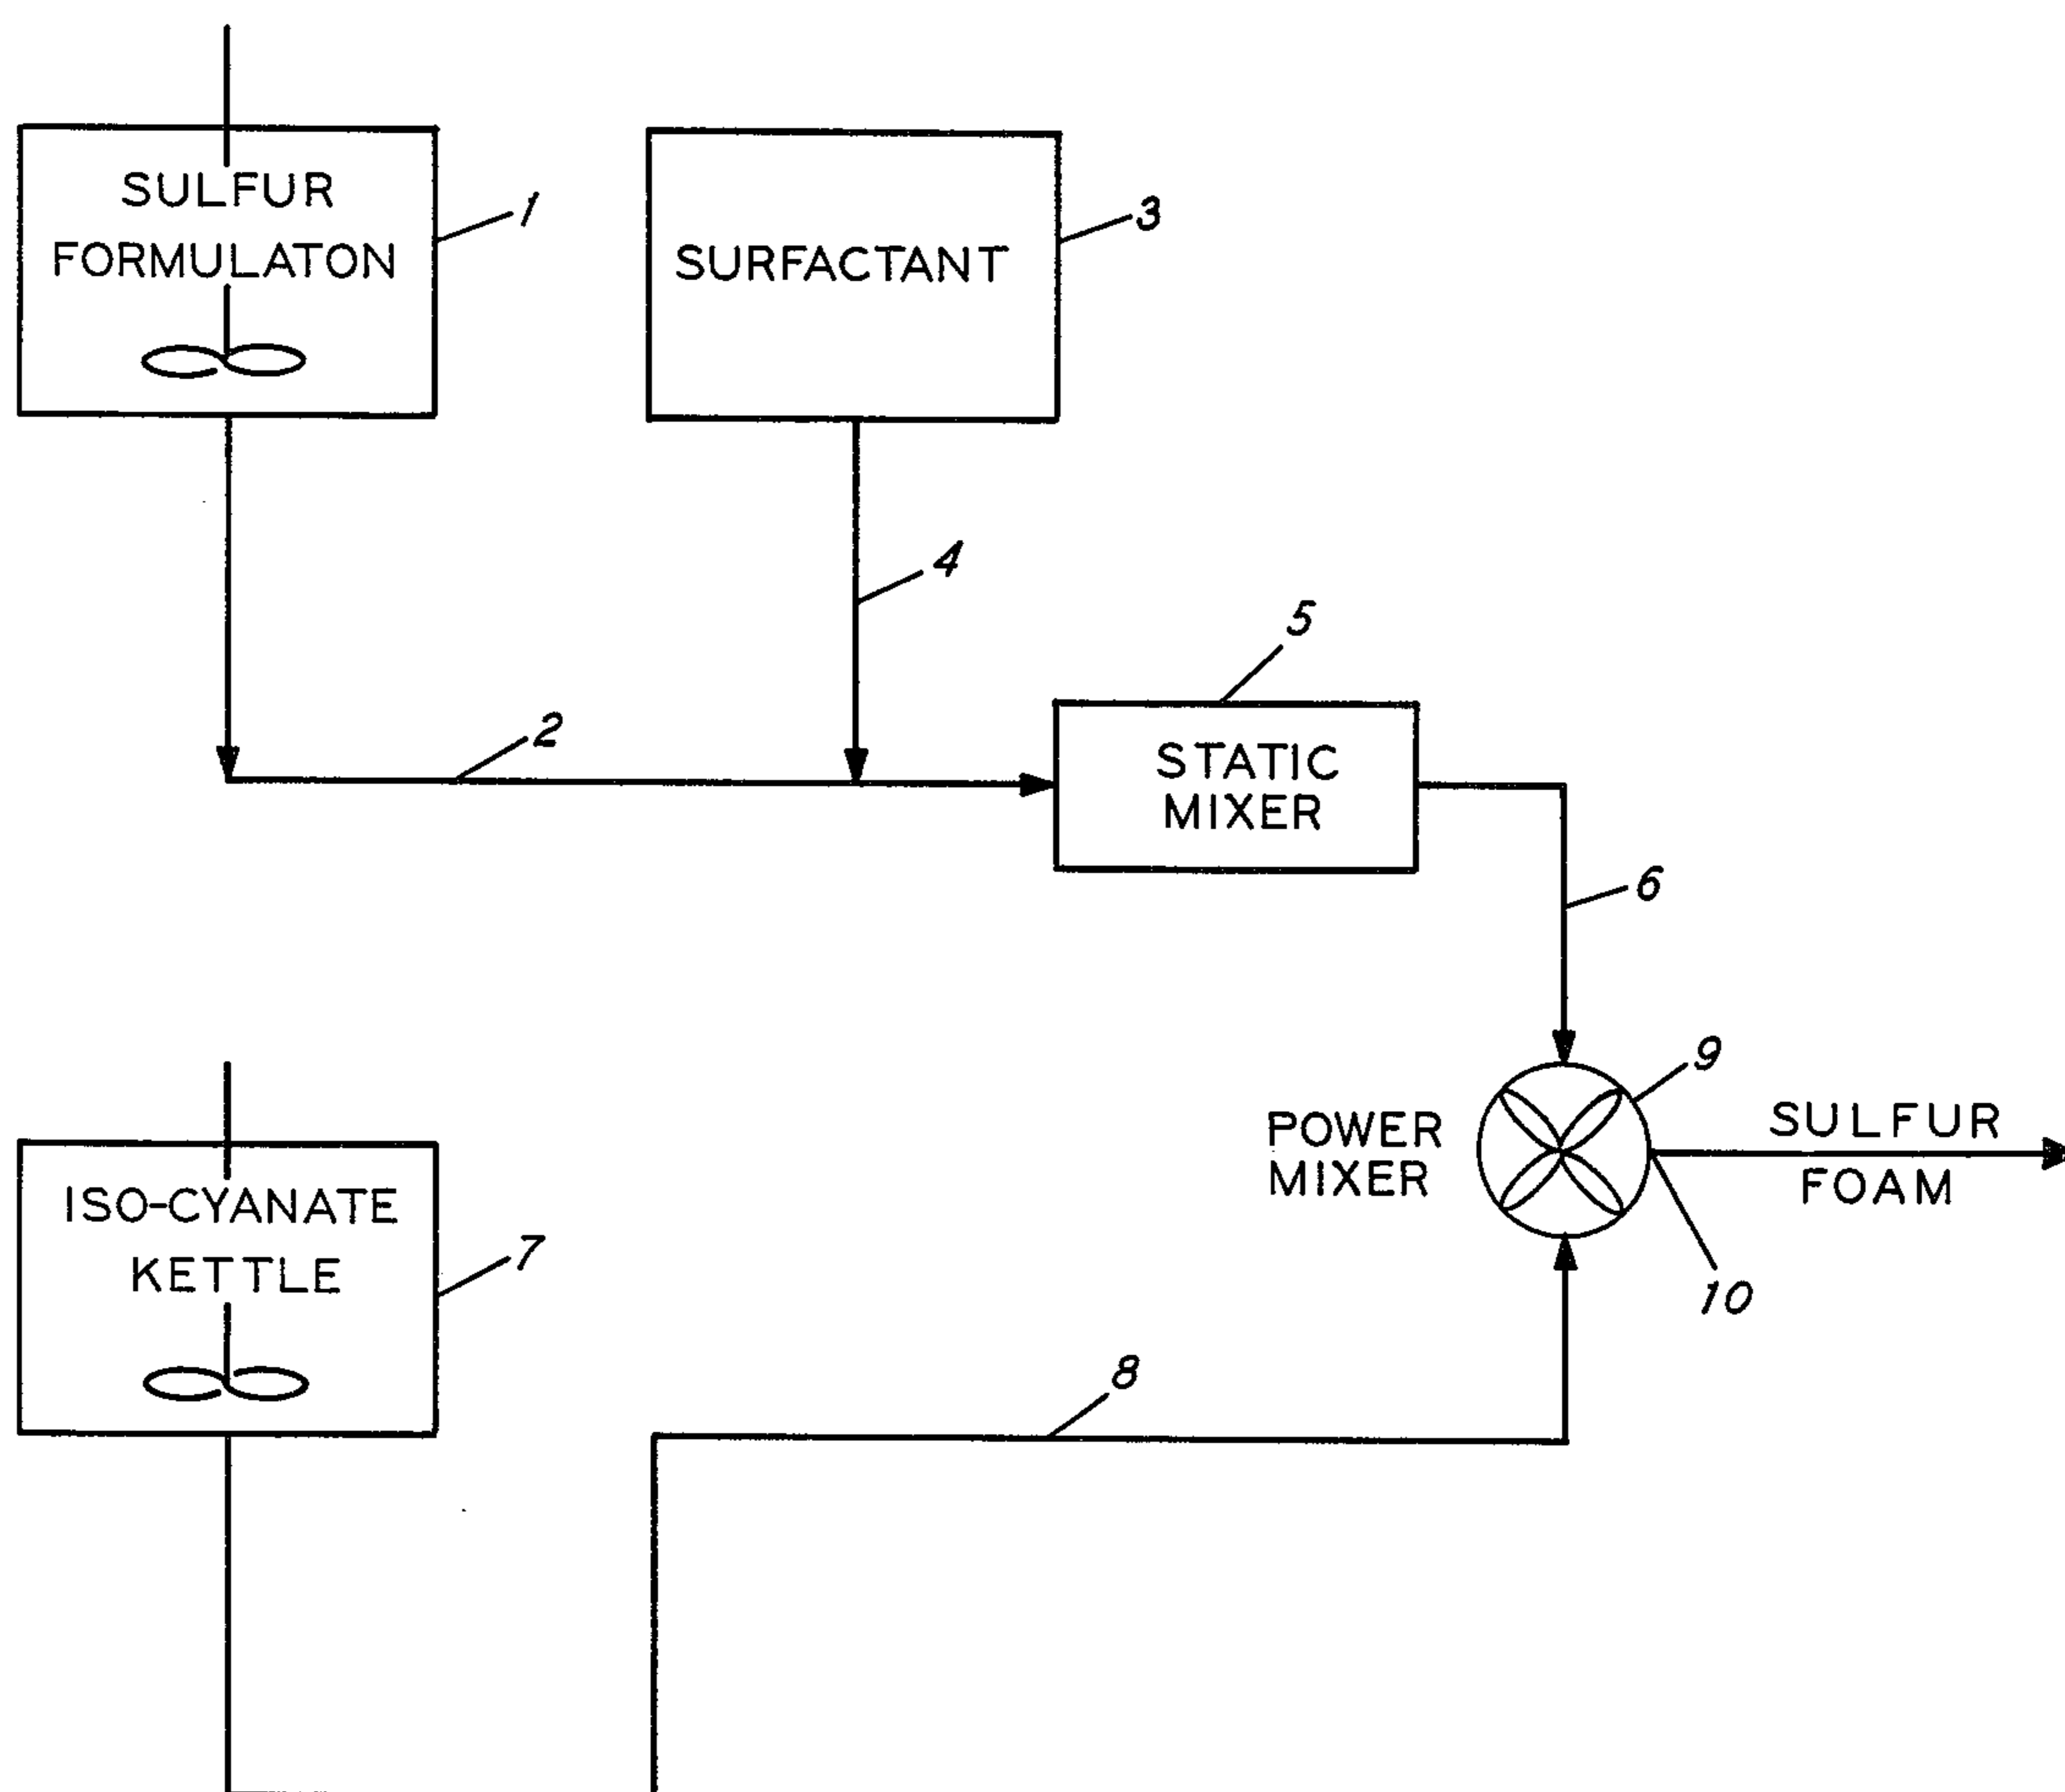 SULFUR
FORMULATON
1
SURFACTANT
3
4
2
5
STATIC
MIXER
6
ISO-CYANATE
KETTLE
7
8
POWER
MIXER
9
SULFUR
FOAM
10